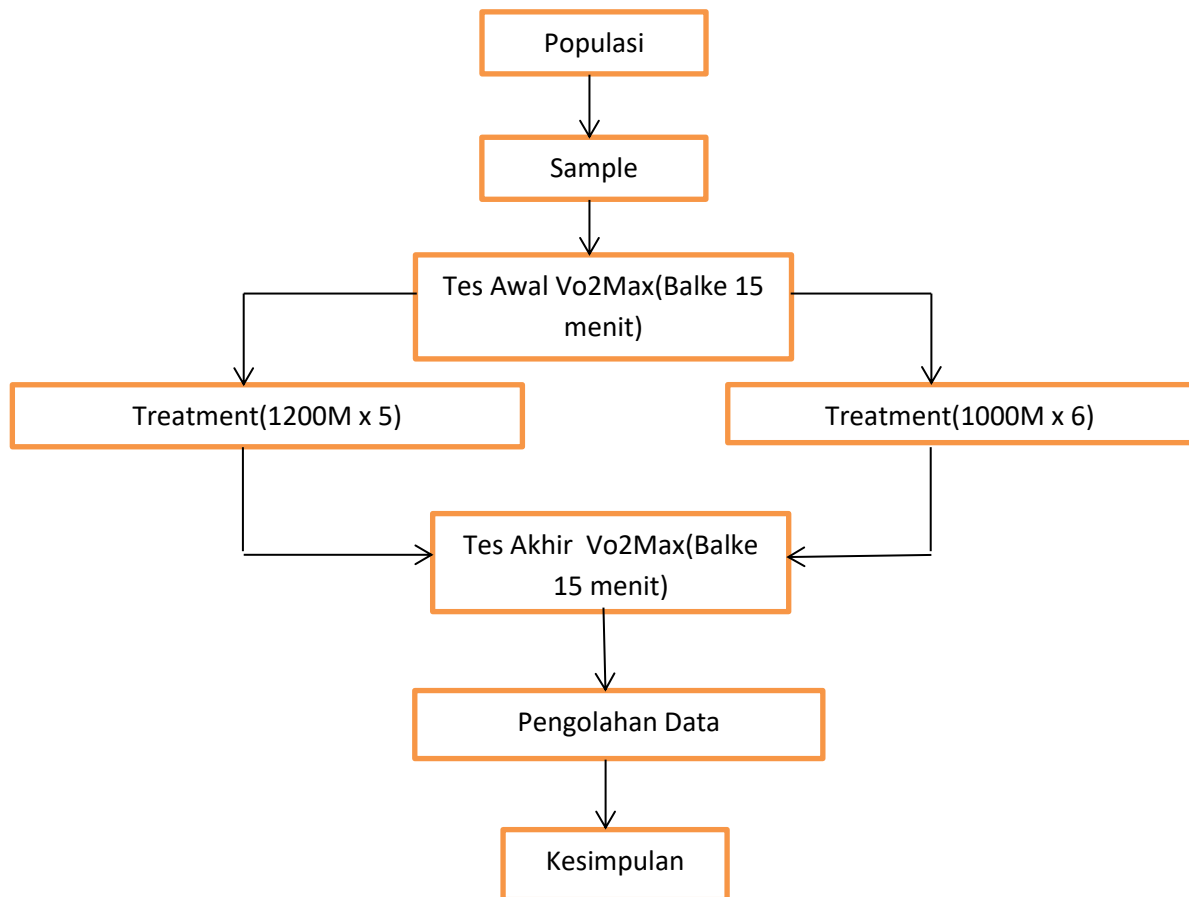 Populasi
Sample
Tes Awal Vo2Max(Balke 15
menit)
Treatment(1200M x 5)
Treatment(1000M x 6)
Tes Akhir  Vo2Max(Balke
15 menit)
Pengolahan Data
Kesimpulan